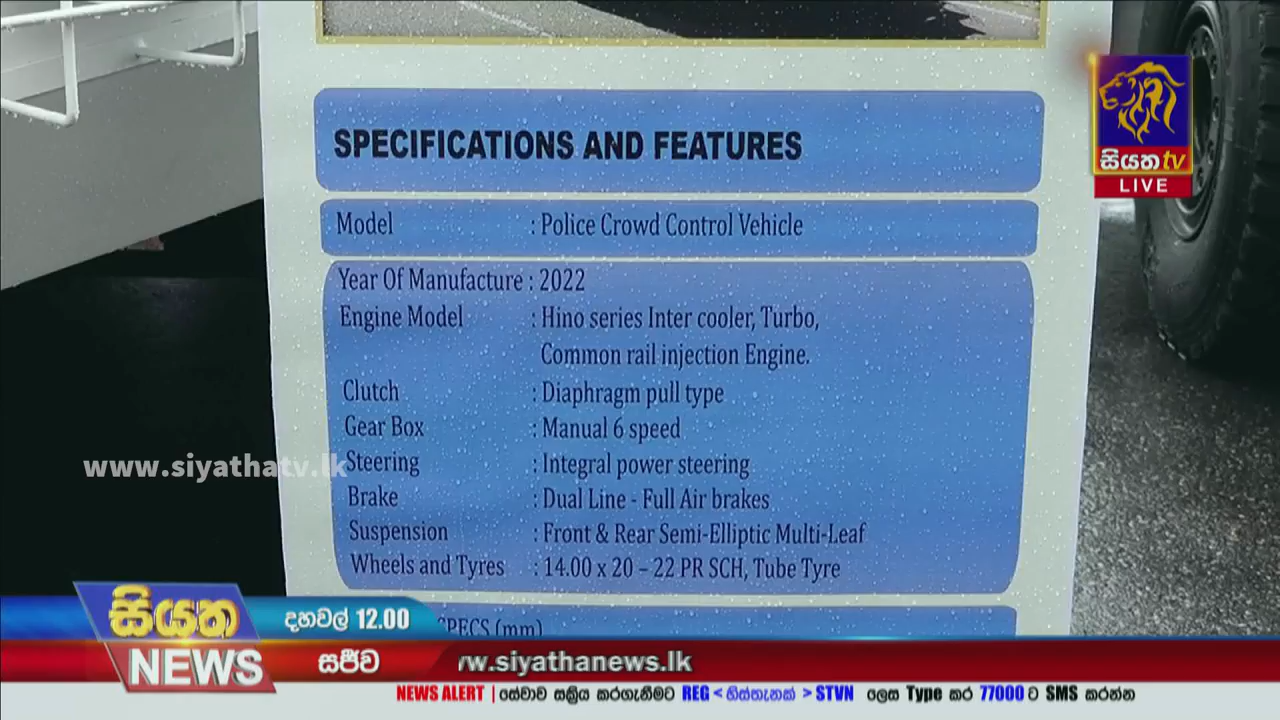 SPECIFICATIONS AND FEATURES
Model : Police Crowd Control Vehicle
Year Of Manufacture : 2022
Engine Model : Hino series Inter cooler, Turbo,
Common rail injection Engine.
Clutch : Diaphragm pull type
Gear Box : Manual 6 speed
Steering : Integral power steering
Brake : Dual Line - Full Air brakes
Suspension : Front & Rear Semi-Elliptic Multi-Leaf
Wheels and Tyres : 14.00 x 20 – 22 PR SCH, Tube Tyre
SPECS (mm)
සියත tv
LIVE
www.siyathatv.lk
සියත
NEWS
දහවල් 12.00
සජීව
w.siyathanews.lk
NEWS ALERT | සේවාව සක්‍රිය කරගැනීමට REG < හිස්තැනක් > STVN ලෙස Type කර 77000 ට SMS කරන්න